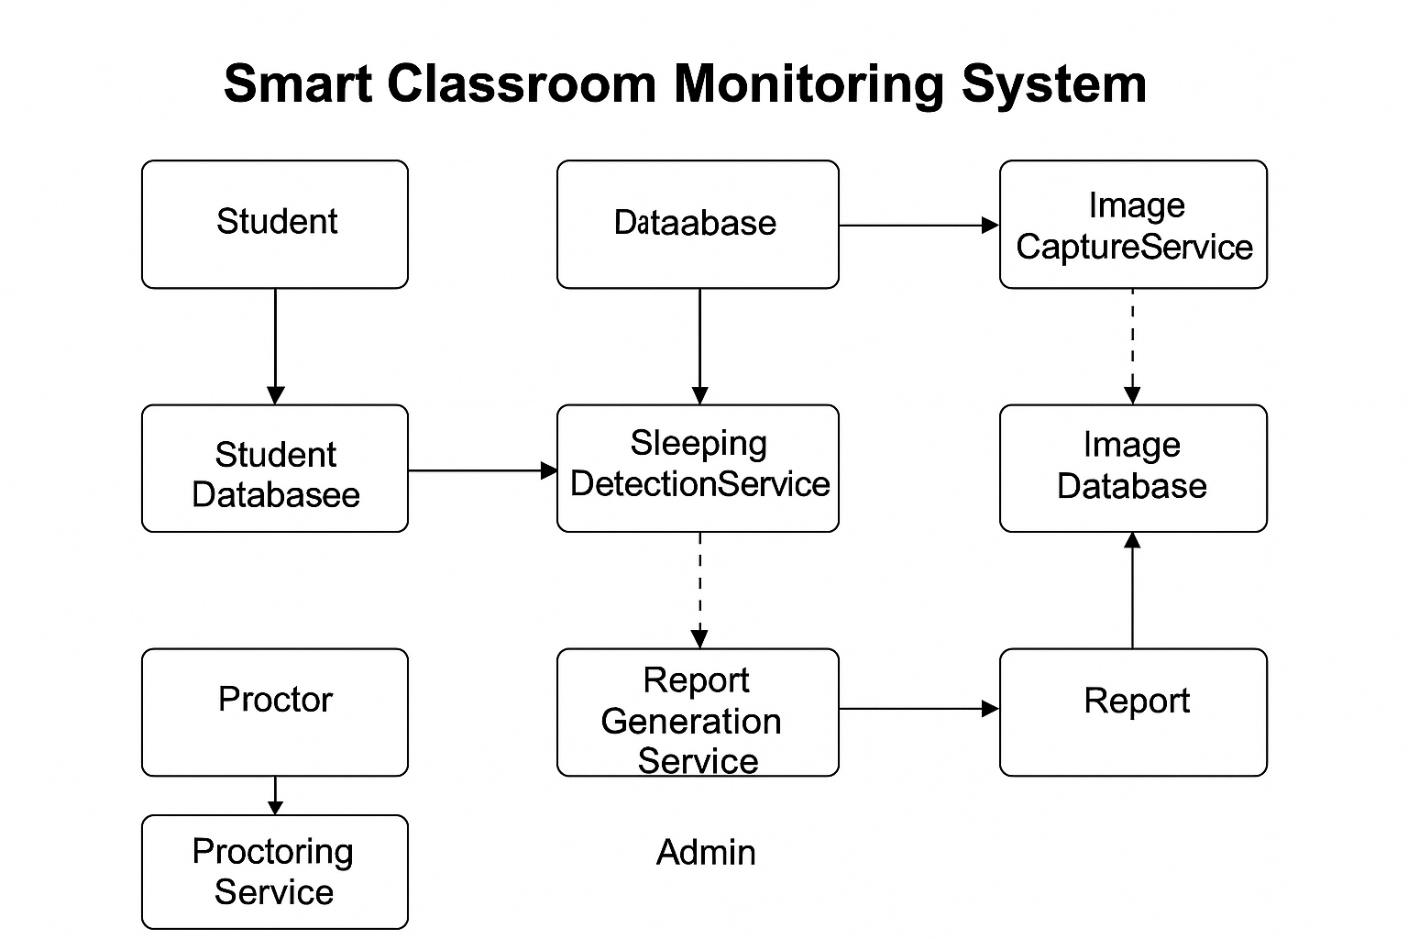 Smart Classroom Monitoring System
Student
Dataabase
Image
CaptureService
Student
Databasee
Sleeping
DetectionService
Image
Database
Proctor
Report
Generation
Service
Report
Proctoring
Service
Admin